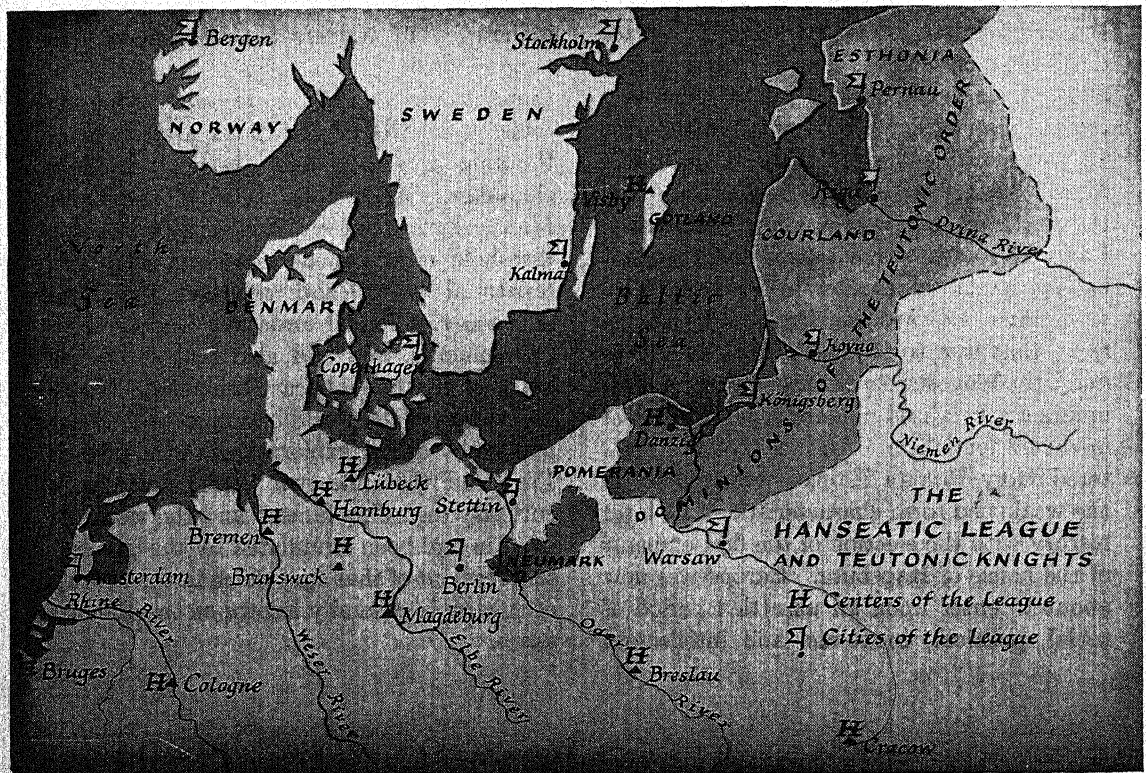 Bergen
Stockholm
ESTHONIA
Pernau
NORWAY
SWEDEN
Visby
GOTLAND
Riga
North
Sea
COURLAND
Dvina River
Kalmar
DENMARK
Baltic
Sea
Copenhagen
Kovno
Königsberg
Danzig
DOMINIONS OF THE TEUTONIC ORDER
Niemen River
POMERANIA
Lübeck
Hamburg
Stettin
Bremen
Brunswick
Berlin
NEUMARK
Warsaw
Amsterdam
Magdeburg
Rhine River
Weser River
Elbe River
Oder River
Bruges
Cologne
Breslau
Cracow
THE
HANSEATIC LEAGUE
AND TEUTONIC KNIGHTS
H Centers of the League
Cities of the League